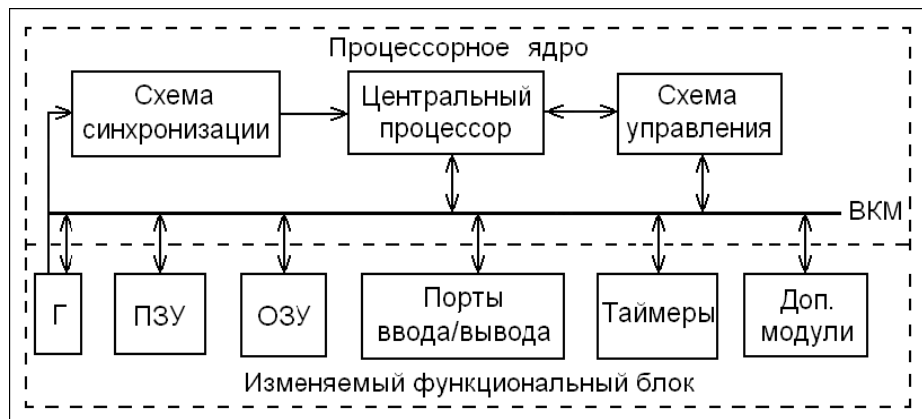 Процессорное ядро
Схема
синхронизации
Центральный
процессор
Схема
управления
ВКМ
Г
ПЗУ
ОЗУ
Порты
ввода/вывода
Таймеры
Доп.
модули
Изменяемый функциональный блок